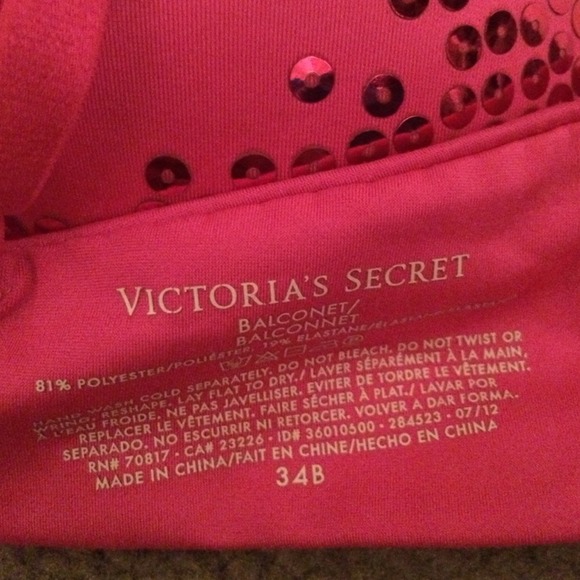 VICTORIA'S SECRET
BALCONET/
BALCONNET
81% POLYESTER/POLIÉSTER, 19% ELASTANE/
HAND WASH COLD SEPARATELY. DO NOT BLEACH. DO NOT TWIST OR
WRING. RESHAPE, LAY FLAT TO DRY./ LAVER SÉPARÉMENT À LA MAIN,
À L'EAU FROIDE. NE PAS JAVELLISER. EVITER DE TORDRE LE VÊTEMENT.
REPLACER LE VÊTEMENT. FAIRE SÉCHER À PLAT./ LAVAR POR
SEPARADO. NO ESCURRIR NI RETORCER. VOLVER A DAR FORMA.
RN# 70817 · CA# 23226 · ID# 36010500 · 284523 · 07/12
MADE IN CHINA/FAIT EN CHINE/HECHO EN CHINA
34B